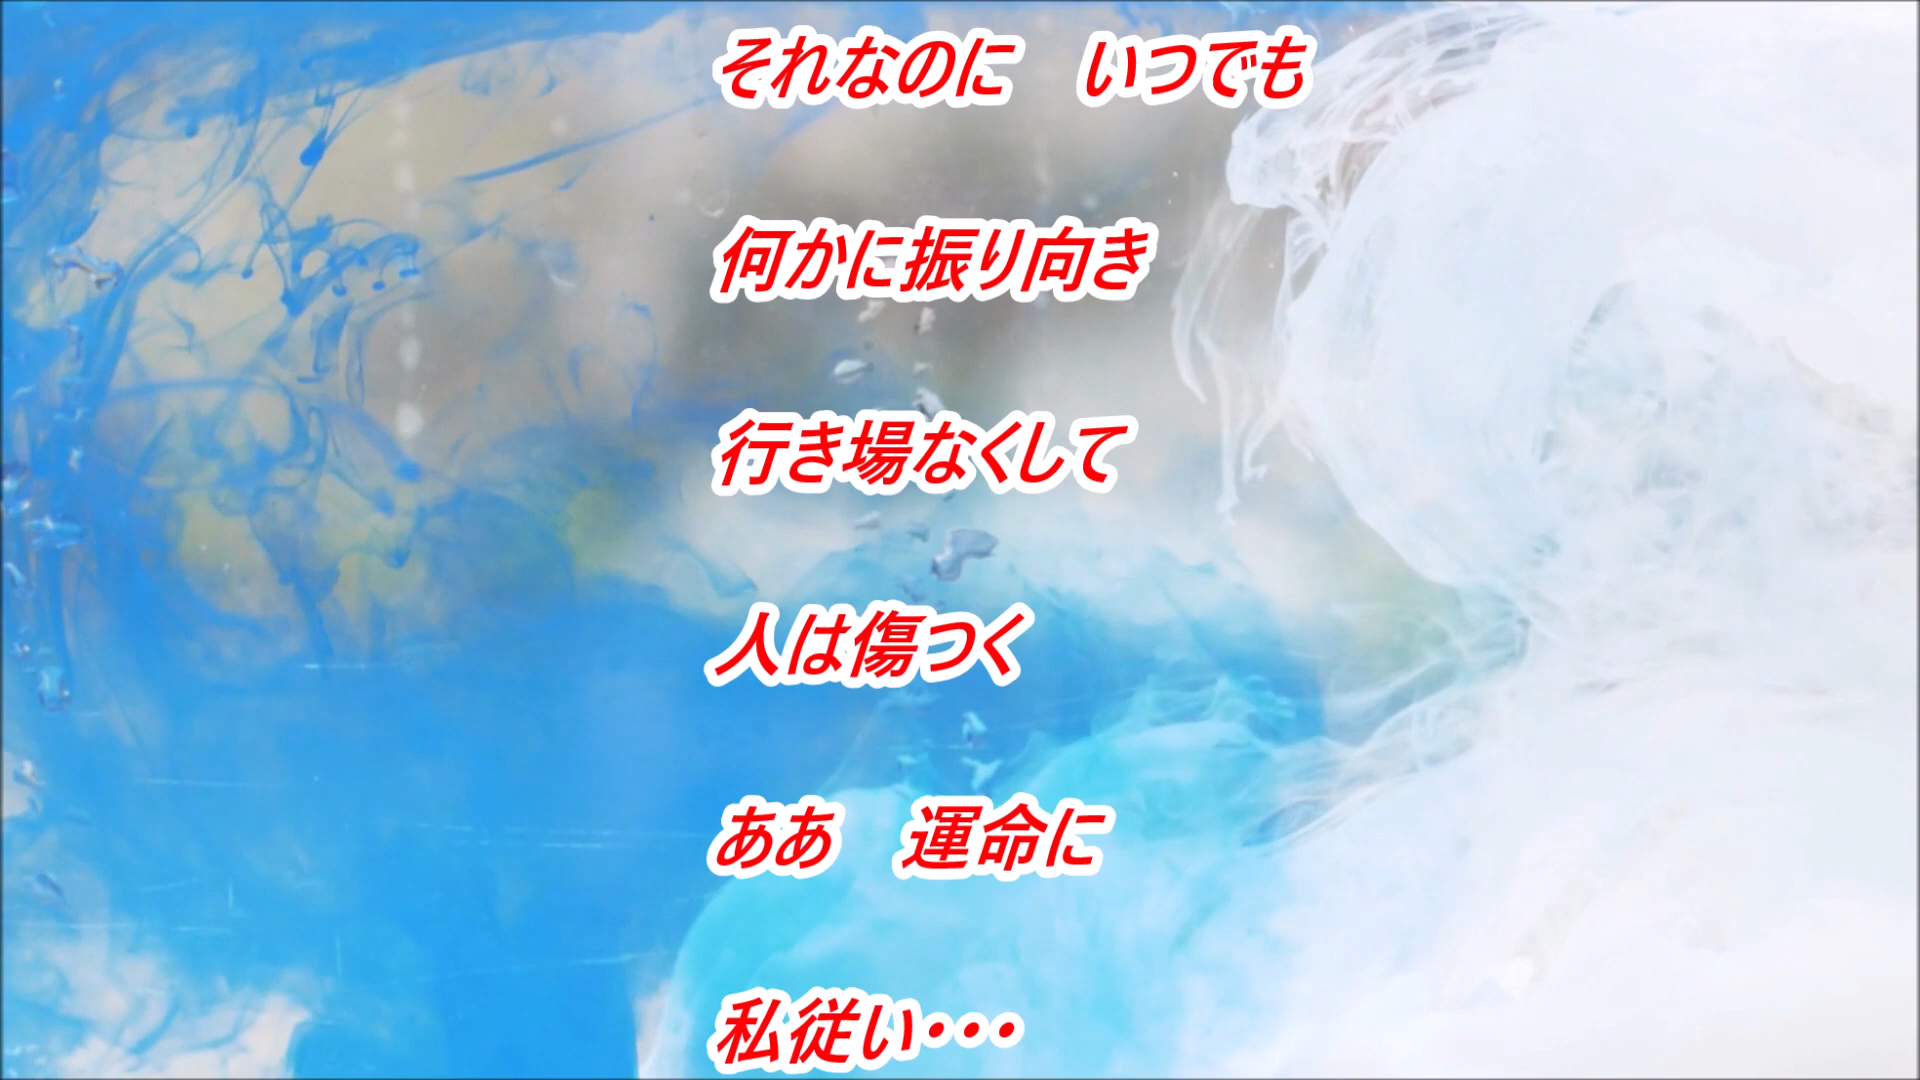 それなのに　いつでも
何かに振り向き
行き場なくして
人は傷つく
ああ　運命に
私従い・・・